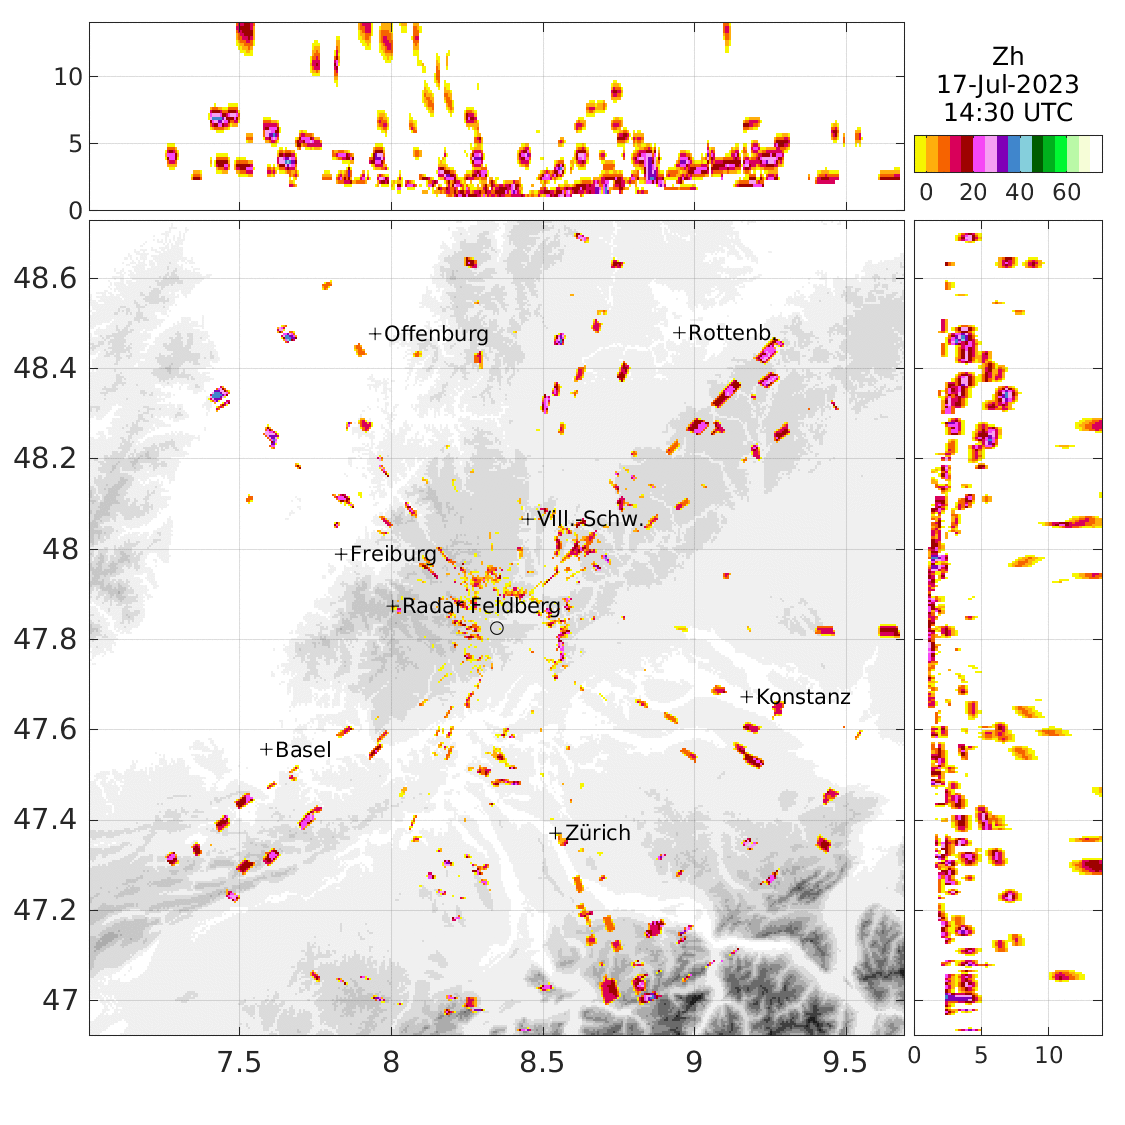 10
5
0
Zh
17-Jul-2023
14:30 UTC
0 20 40 60
48.6
48.4
48.2
48
47.8
47.6
47.4
47.2
47
+Offenburg
+Rottenb.
+Vill.-Schw.
+Freiburg
+Radar Feldberg
+Konstanz
+Basel
+Zürich
7.5 8 8.5 9 9.5
0 5 10